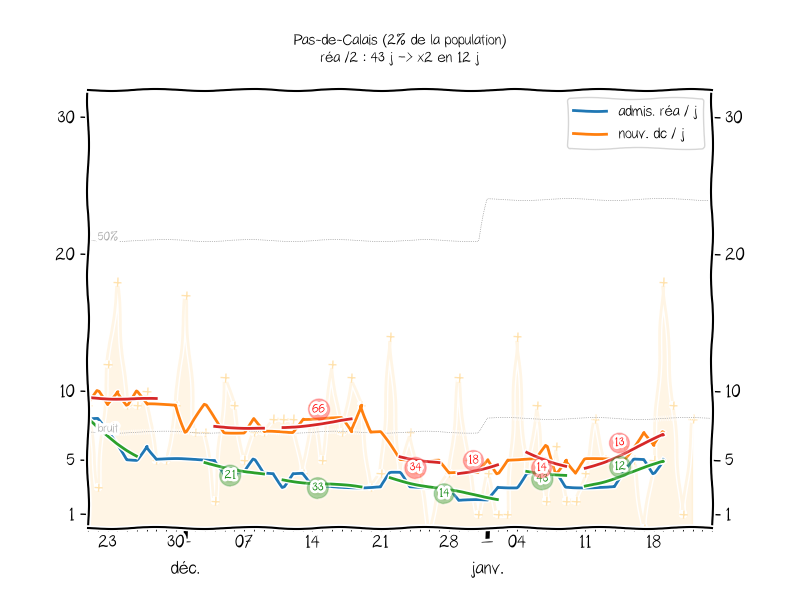 Pas-de-Calais (2% de la population)
réa /2 : 43 j -> x2 en 12 j
admis. réa / j
nouv. dc / j
30 30
50%
20 20
10 10
bruit
66
13
5 5
34 18 14 12
21 33 14 43
1 1
23 30 07 14 21 28 04 11 18
déc. janv.